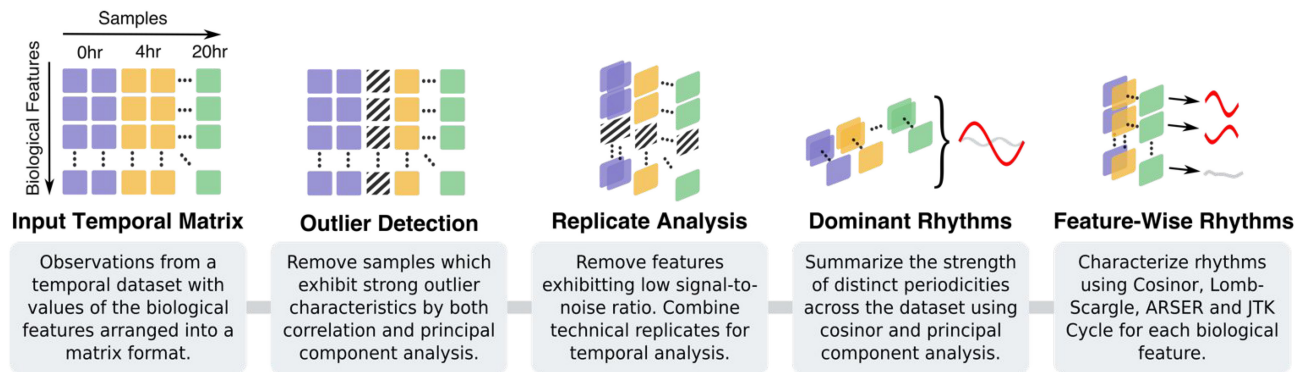 Samples
0hr 4hr 20hr
Biological Features
Input Temporal Matrix
Observations from a
temporal dataset with
values of the biological
features arranged into a
matrix format.
Outlier Detection
Remove samples which
exhibit strong outlier
characteristics by both
correlation and principal
component analysis.
Replicate Analysis
Remove features
exhibitting low signal-to-
noise ratio. Combine
technical replicates for
temporal analysis.
Dominant Rhythms
Summarize the strength
of distinct periodicities
across the dataset using
cosinor and principal
component analysis.
Feature-Wise Rhythms
Characterize rhythms
using Cosinor, Lomb-
Scargle, ARSER and JTK
Cycle for each biological
feature.